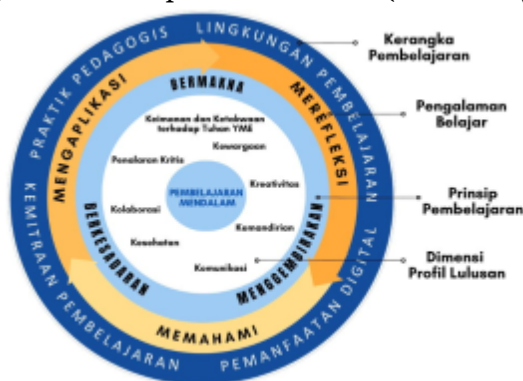 PRAKTIK PEDAGOGIS
LINGKUNGAN PEMBELAJARAN
KEMITRAAN PEMBELAJARAN
PEMANFAATAN DIGITAL
MENGAPLIKASI
MEREFLEKSI
MEMAHAMI
BERMAKNA
BERKESADARAN
MENGGEMBIRAKAN
Keimanan dan Ketakwaan
terhadap Tuhan YME
Kewargaan
Penalaran Kritis
Kreativitas
Kolaborasi
Kemandirian
Kesehatan
Komunikasi
PEMBELAJARAN
MENDALAM
Kerangka
Pembelajaran
Pengalaman
Belajar
Prinsip
Pembelajaran
Dimensi
Profil Lulusan